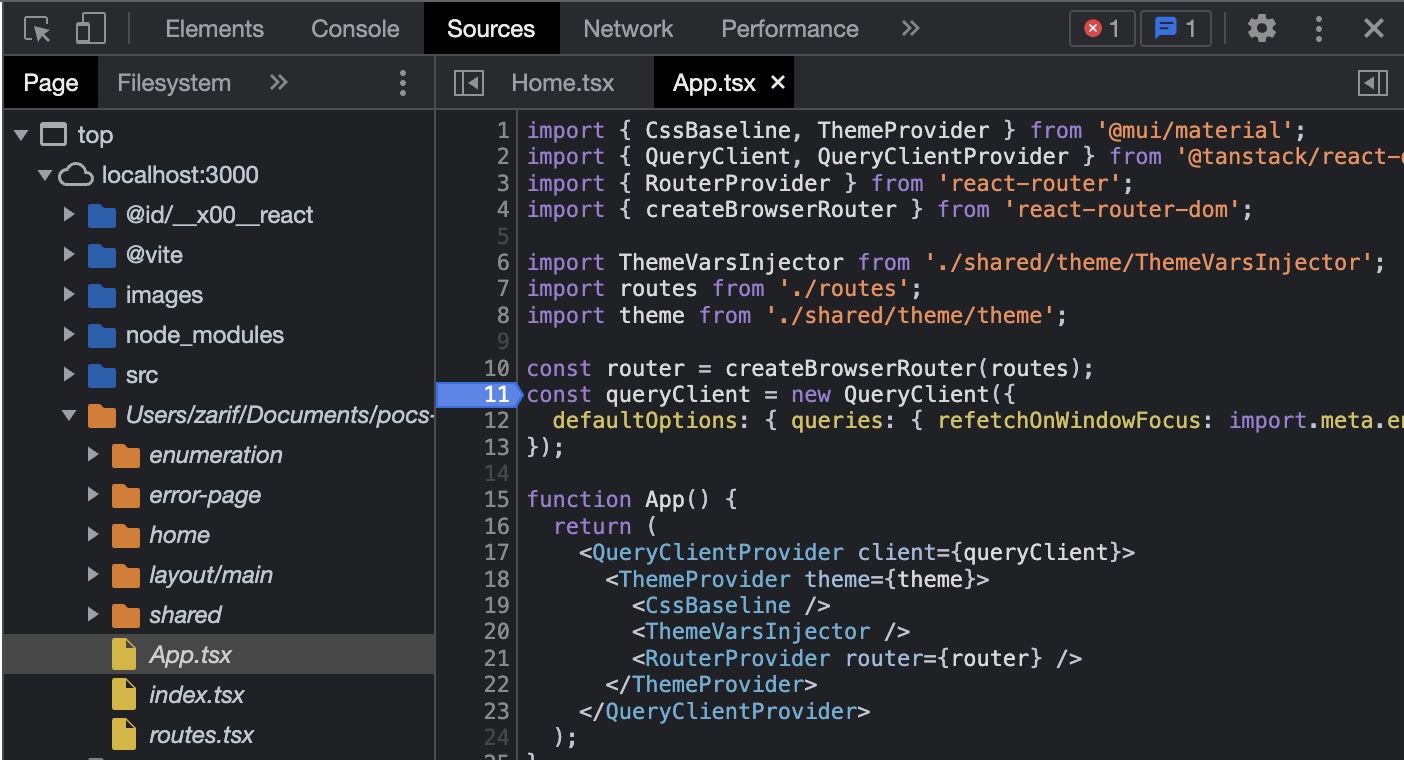 Elements Console Sources Network Performance » 1 1
Page Filesystem »
Home.tsx App.tsx ×
top
localhost:3000
@id/__x00__react
@vite
images
node_modules
src
Users/zarif/Documents/pocs-
enumeration
error-page
home
layout/main
shared
App.tsx
index.tsx
routes.tsx
1 import { CssBaseline, ThemeProvider } from '@mui/material';
2 import { QueryClient, QueryClientProvider } from '@tanstack/react-
3 import { RouterProvider } from 'react-router';
4 import { createBrowserRouter } from 'react-router-dom';
5
6 import ThemeVarsInjector from './shared/theme/ThemeVarsInjector';
7 import routes from './routes';
8 import theme from './shared/theme/theme';
9
10 const router = createBrowserRouter(routes);
11 const queryClient = new QueryClient({
12   defaultOptions: { queries: { refetchOnWindowFocus: import.meta.
13 });
14
15 function App() {
16   return (
17     <QueryClientProvider client={queryClient}>
18       <ThemeProvider theme={theme}>
19         <CssBaseline />
20         <ThemeVarsInjector />
21         <RouterProvider router={router} />
22       </ThemeProvider>
23     </QueryClientProvider>
24   );